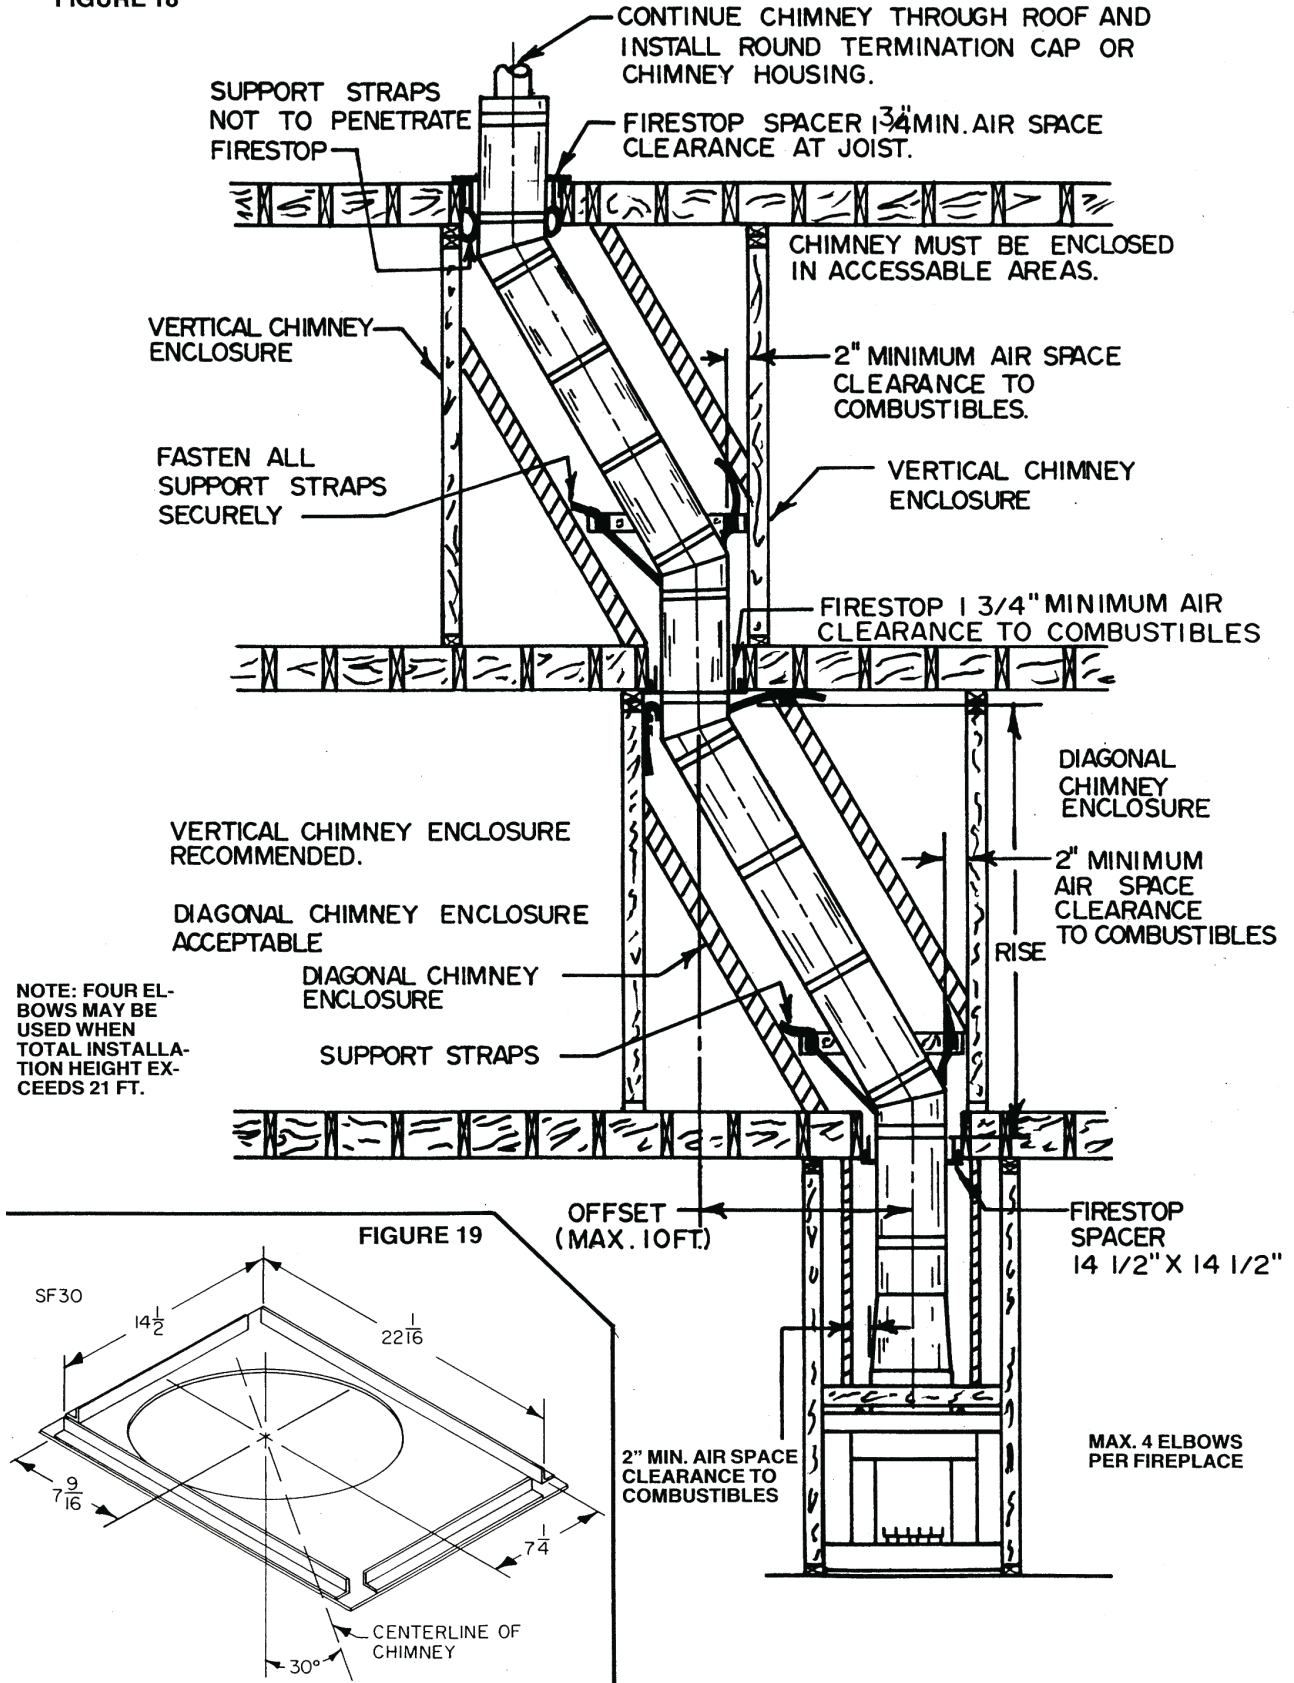 FIGURE 18
CONTINUE CHIMNEY THROUGH ROOF AND
INSTALL ROUND TERMINATION CAP OR
CHIMNEY HOUSING.
SUPPORT STRAPS
NOT TO PENETRATE
FIRESTOP
FIRESTOP SPACER 1 3/4" MIN. AIR SPACE
CLEARANCE AT JOIST.
CHIMNEY MUST BE ENCLOSED
IN ACCESSABLE AREAS.
VERTICAL CHIMNEY
ENCLOSURE
2" MINIMUM AIR SPACE
CLEARANCE TO
COMBUSTIBLES.
FASTEN ALL
SUPPORT STRAPS
SECURELY
VERTICAL CHIMNEY
ENCLOSURE
FIRESTOP 1 3/4" MINIMUM AIR
CLEARANCE TO COMBUSTIBLES
DIAGONAL
CHIMNEY
ENCLOSURE
VERTICAL CHIMNEY ENCLOSURE
RECOMMENDED.
2" MINIMUM
AIR SPACE
CLEARANCE
TO COMBUSTIBLES
DIAGONAL CHIMNEY ENCLOSURE
ACCEPTABLE
RISE
DIAGONAL CHIMNEY
ENCLOSURE
NOTE: FOUR EL-
BOWS MAY BE
USED WHEN
TOTAL INSTALLA-
TION HEIGHT EX-
CEEDS 21 FT.
SUPPORT STRAPS
OFFSET
(MAX. 10FT.)
FIRESTOP
SPACER
14 1/2" X 14 1/2"
FIGURE 19
SF30
14 1/2
22 1/16
7 9/16
7 1/4
CENTERLINE OF
CHIMNEY
30°
2" MIN. AIR SPACE
CLEARANCE TO
COMBUSTIBLES
MAX. 4 ELBOWS
PER FIREPLACE